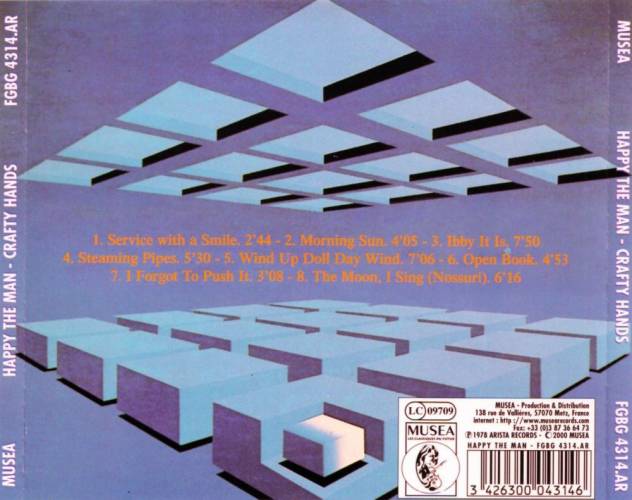 MUSEA
HAPPY THE MAN - CRAFTY HANDS
FGBG 4314.AR
MUSEA
HAPPY THE MAN - CRAFTY HANDS
FGBG 4314.AR
1. Service with a Smile. 2'44 - 2. Morning Sun. 4'05 - 3. Ibby It Is. 7'50
4. Steaming Pipes. 5'30 - 5. Wind Up Doll Day Wind. 7'06 - 6. Open Book. 4'53
7. I Forgot To Push It. 3'08 - 8. The Moon, I Sing (Nossuri). 6'16
LC 09709
MUSEA
LES CLASSIQUES DU FUTUR
MUSEA - Production & Distribution
138 rue de Vallières, 57070 Metz, France
internet : http://www.musearecords.com
Fax: +33 (0)3 87 36 64 73
Ⓟ 1978 ARISTA RECORDS - Ⓒ 2000 MUSEA
HAPPY THE MAN - FGBG 4314.AR
3 426300 043146